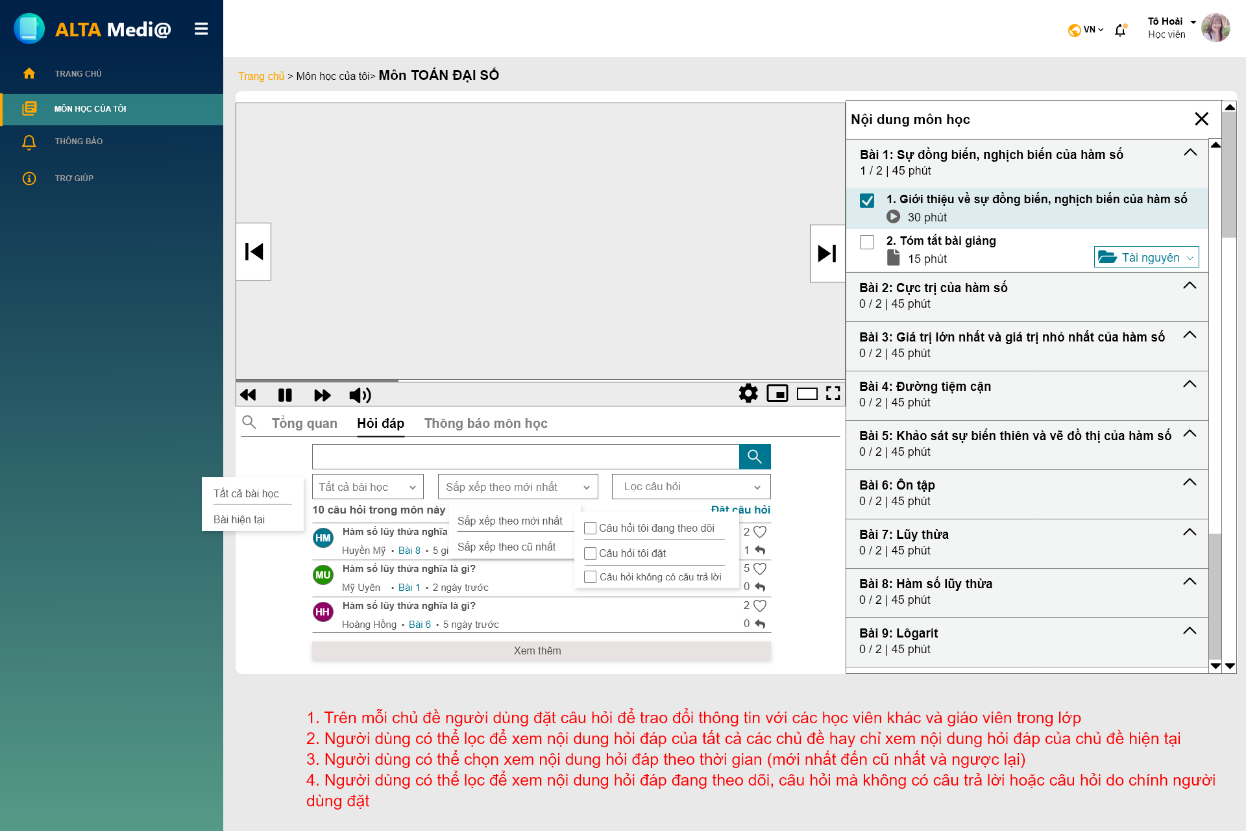 ALTA Medi@
TRANG CHỦ
MÔN HỌC CỦA TÔI
THÔNG BÁO
TRỢ GIÚP
VN
Tô Hoài
Học viên
Trang chủ > Môn học của tôi> Môn TOÁN ĐẠI SỐ
Nội dung môn học
Bài 1: Sự đồng biến, nghịch biến của hàm số
1 / 2 | 45 phút
1. Giới thiệu về sự đồng biến, nghịch biến của hàm số
30 phút
2. Tóm tắt bài giảng
15 phút
Tài nguyên
Bài 2: Cực trị của hàm số
0 / 2 | 45 phút
Bài 3: Giá trị lớn nhất và giá trị nhỏ nhất của hàm số
0 / 2 | 45 phút
Bài 4: Đường tiệm cận
0 / 2 | 45 phút
Bài 5: Khảo sát sự biến thiên và vẽ đồ thị của hàm số
0 / 2 | 45 phút
Bài 6: Ôn tập
0 / 2 | 45 phút
Bài 7: Lũy thừa
0 / 2 | 45 phút
Bài 8: Hàm số lũy thừa
0 / 2 | 45 phút
Bài 9: Lôgarit
0 / 2 | 45 phút
Tổng quan Hỏi đáp Thông báo môn học
Tất cả bài học Sắp xếp theo mới nhất Lọc câu hỏi
Tất cả bài học
Bài hiện tại
10 câu hỏi trong môn này
Đặt câu hỏi
Sắp xếp theo mới nhất
Sắp xếp theo cũ nhất
Câu hỏi tôi đang theo dõi
Câu hỏi tôi đặt
Câu hỏi không có câu trả lời
HM Hàm số lũy thừa nghĩa 2
Huyền Mỹ • Bài 8 • 5 gi 1
MU Hàm số lũy thừa nghĩa là gì? 5
Mỹ Uyên • Bài 1 • 2 ngày trước 0
HH Hàm số lũy thừa nghĩa là gì? 2
Hoàng Hồng • Bài 6 • 5 ngày trước 0
Xem thêm
1. Trên mỗi chủ đề người dùng đặt câu hỏi để trao đổi thông tin với các học viên khác và giáo viên trong lớp
2. Người dùng có thể lọc để xem nội dung hỏi đáp của tất cả các chủ đề hay chỉ xem nội dung hỏi đáp của chủ đề hiện tại
3. Người dùng có thể chọn xem nội dung hỏi đáp theo thời gian (mới nhất đến cũ nhất và ngược lại)
4. Người dùng có thể lọc để xem nội dung hỏi đáp đang theo dõi, câu hỏi mà không có câu trả lời hoặc câu hỏi do chính người
dùng đặt